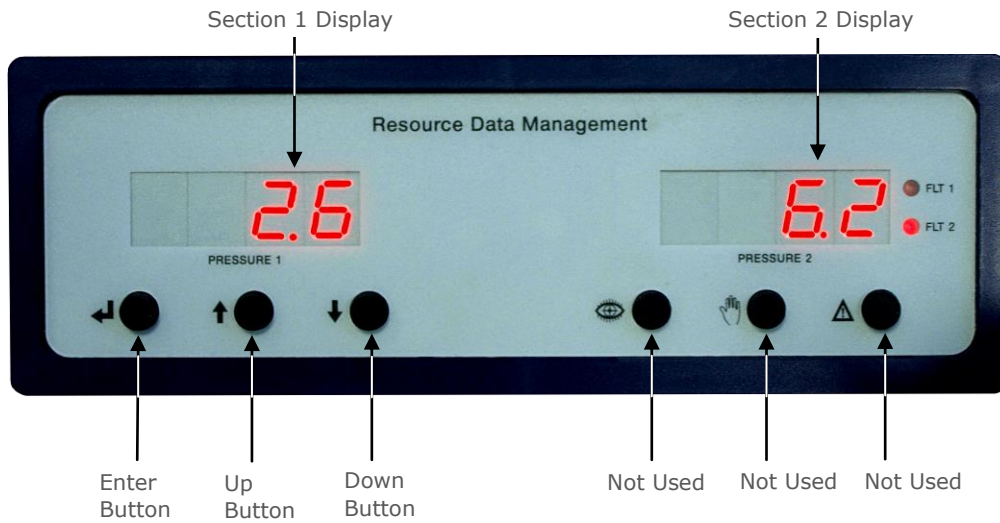 Section 1 Display
Section 2 Display
Resource Data Management
2.6
6.2
FLT 1
FLT 2
PRESSURE 1
PRESSURE 2
Enter
Button
Up
Button
Down
Button
Not Used
Not Used
Not Used